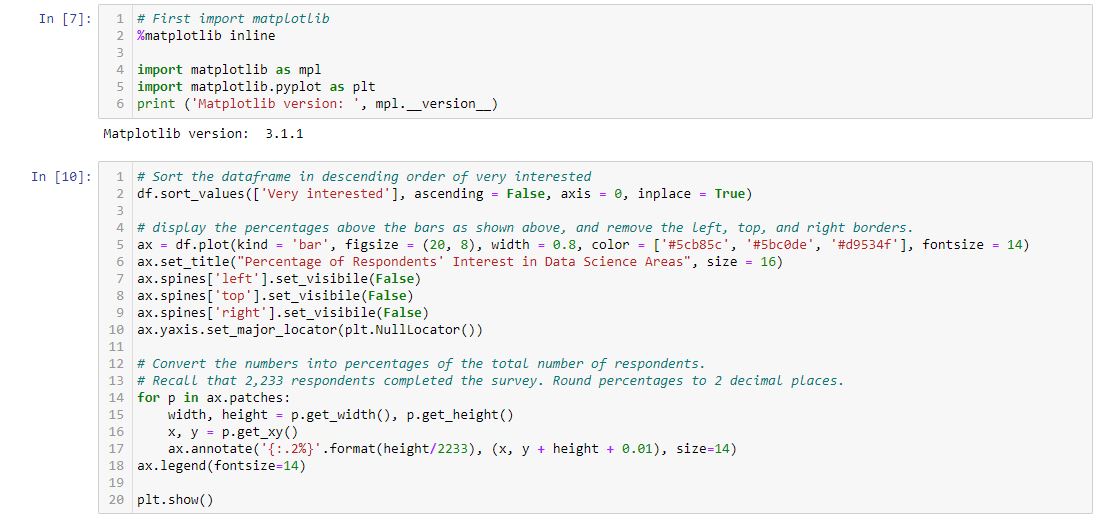 In [7]:
1 # First import matplotlib
2 %matplotlib inline
3
4 import matplotlib as mpl
5 import matplotlib.pyplot as plt
6 print ('Matplotlib version: ', mpl.__version__)
Matplotlib version:  3.1.1
In [10]:
1 # Sort the dataframe in descending order of very interested
2 df.sort_values(['Very interested'], ascending = False, axis = 0, inplace = True)
3
4 # display the percentages above the bars as shown above, and remove the left, top, and right borders.
5 ax = df.plot(kind = 'bar', figsize = (20, 8), width = 0.8, color = ['#5cb85c', '#5bc0de', '#d9534f'], fontsize = 14)
6 ax.set_title("Percentage of Respondents' Interest in Data Science Areas", size = 16)
7 ax.spines['left'].set_visibile(False)
8 ax.spines['top'].set_visibile(False)
9 ax.spines['right'].set_visibile(False)
10 ax.yaxis.set_major_locator(plt.NullLocator())
11
12 # Convert the numbers into percentages of the total number of respondents.
13 # Recall that 2,233 respondents completed the survey. Round percentages to 2 decimal places.
14 for p in ax.patches:
15     width, height = p.get_width(), p.get_height()
16     x, y = p.get_xy()
17     ax.annotate('{:.2%}'.format(height/2233), (x, y + height + 0.01), size=14)
18 ax.legend(fontsize=14)
19
20 plt.show()